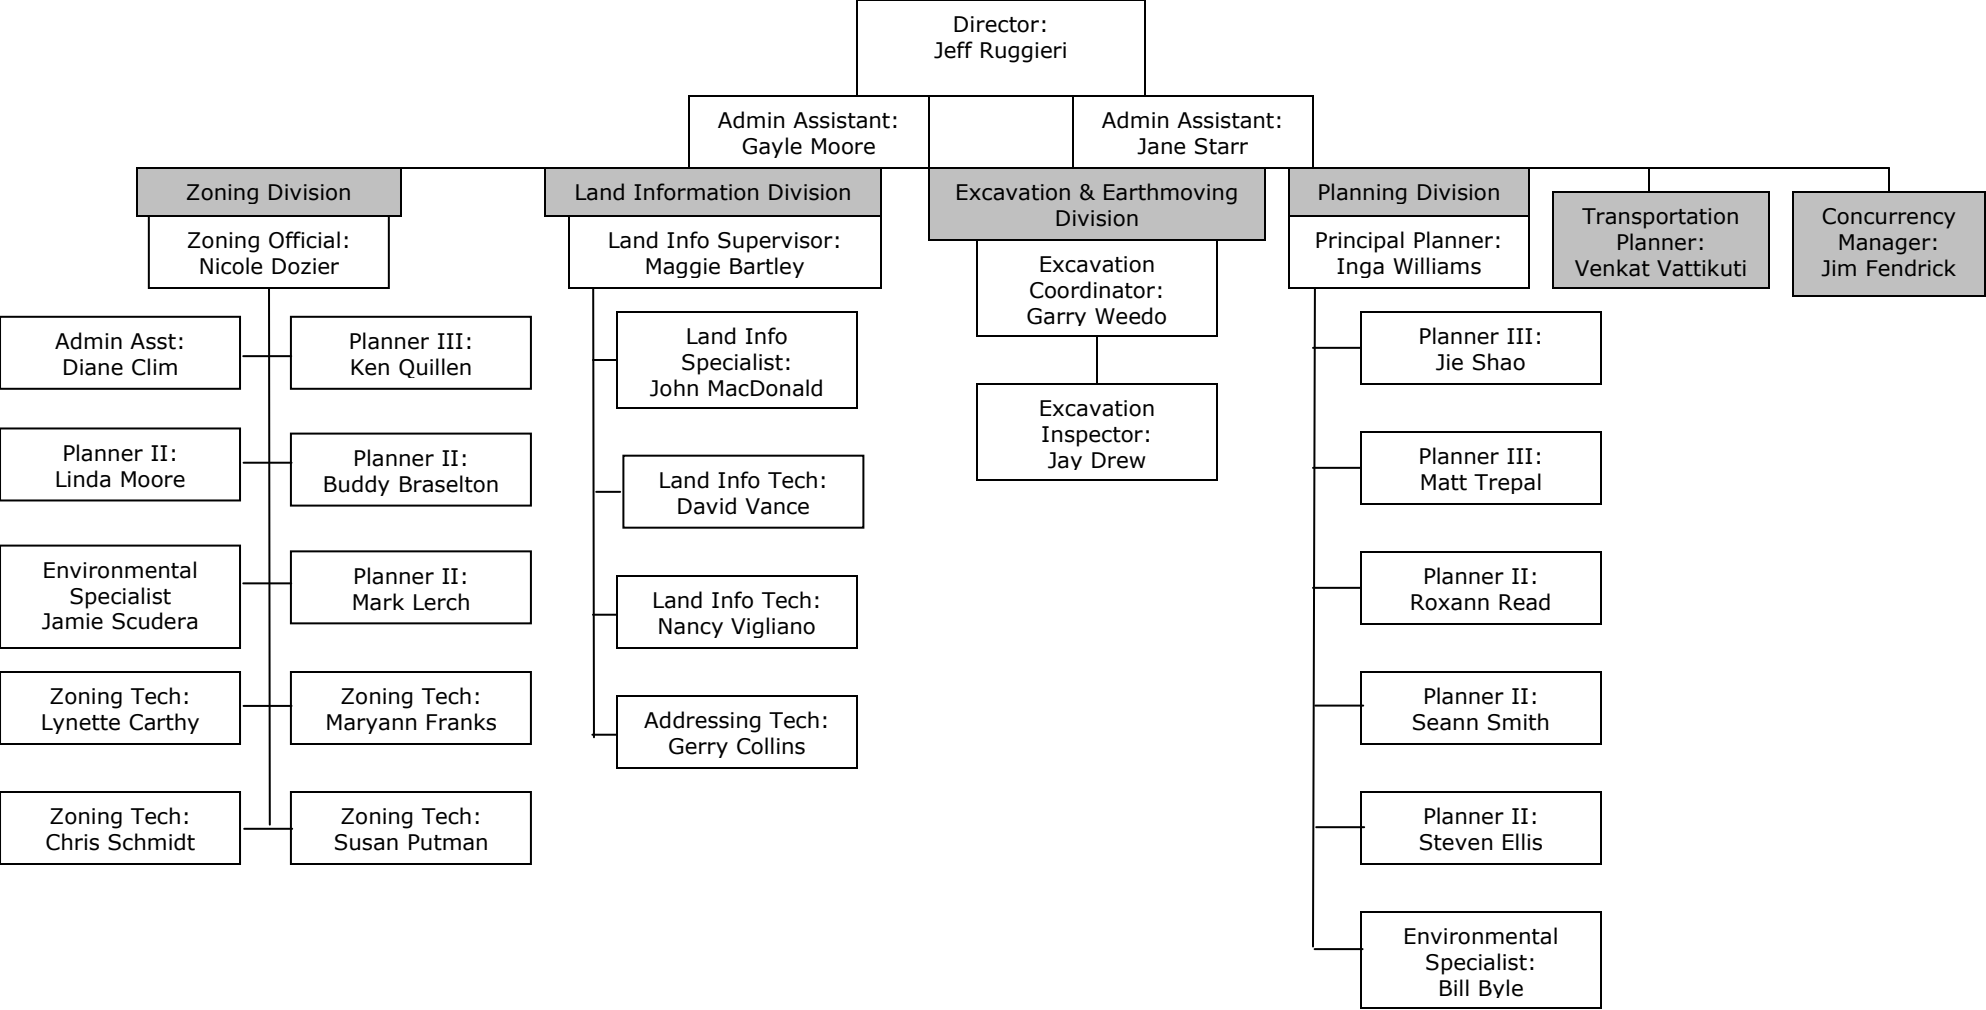 Director:
Jeff Ruggieri
Admin Assistant:
Gayle Moore
Admin Assistant:
Jane Starr
Zoning Division
Zoning Official:
Nicole Dozier
Admin Asst:
Diane Clim
Planner III:
Ken Quillen
Planner II:
Linda Moore
Planner II:
Buddy Braselton
Environmental
Specialist
Jamie Scudera
Planner II:
Mark Lerch
Zoning Tech:
Lynette Carthy
Zoning Tech:
Maryann Franks
Zoning Tech:
Chris Schmidt
Zoning Tech:
Susan Putman
Land Information Division
Land Info Supervisor:
Maggie Bartley
Land Info
Specialist:
John MacDonald
Land Info Tech:
David Vance
Land Info Tech:
Nancy Vigliano
Addressing Tech:
Gerry Collins
Excavation & Earthmoving
Division
Excavation
Coordinator:
Garry Weedo
Excavation
Inspector:
Jay Drew
Planning Division
Principal Planner:
Inga Williams
Planner III:
Jie Shao
Planner III:
Matt Trepal
Planner II:
Roxann Read
Planner II:
Seann Smith
Planner II:
Steven Ellis
Environmental
Specialist:
Bill Byle
Transportation
Planner:
Venkat Vattikuti
Concurrency
Manager:
Jim Fendrick